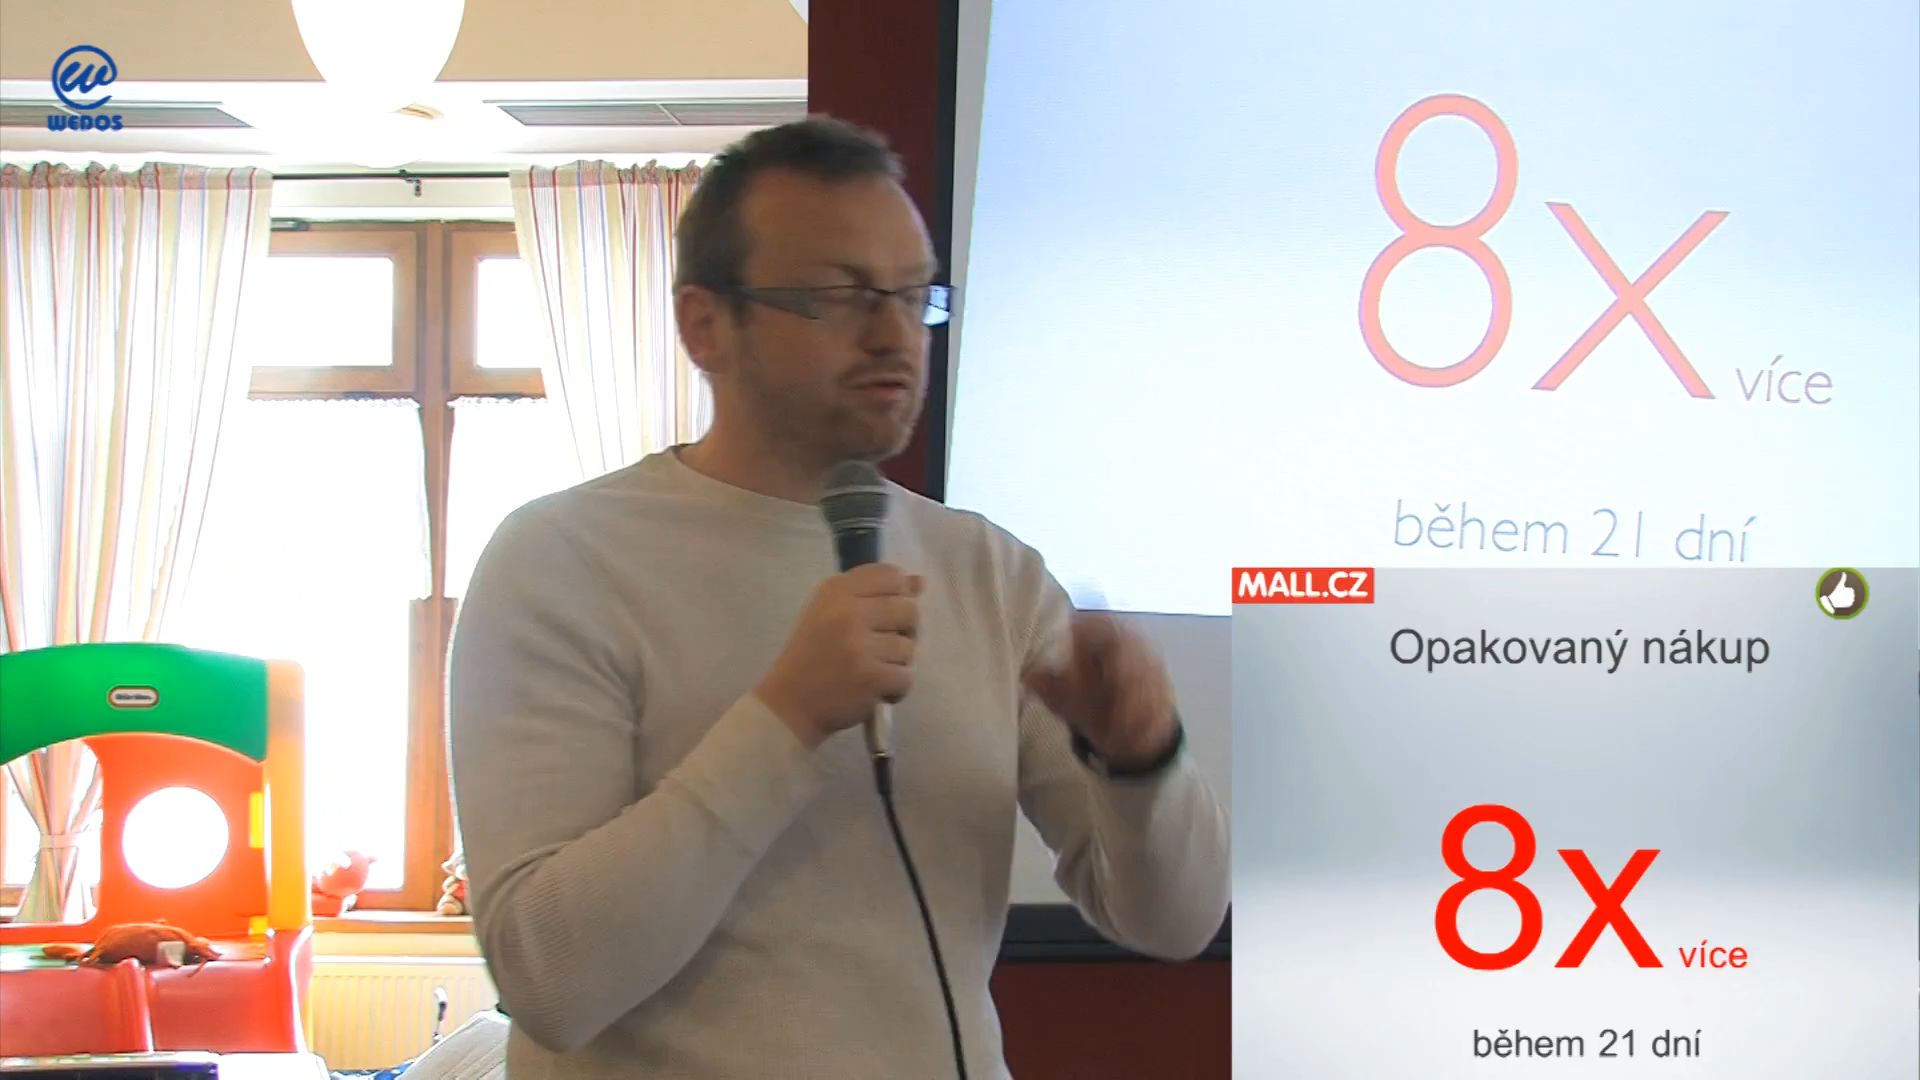 WEDOS
8x více
během 21 dní
MALL.CZ
Opakovaný nákup
8x více
během 21 dní